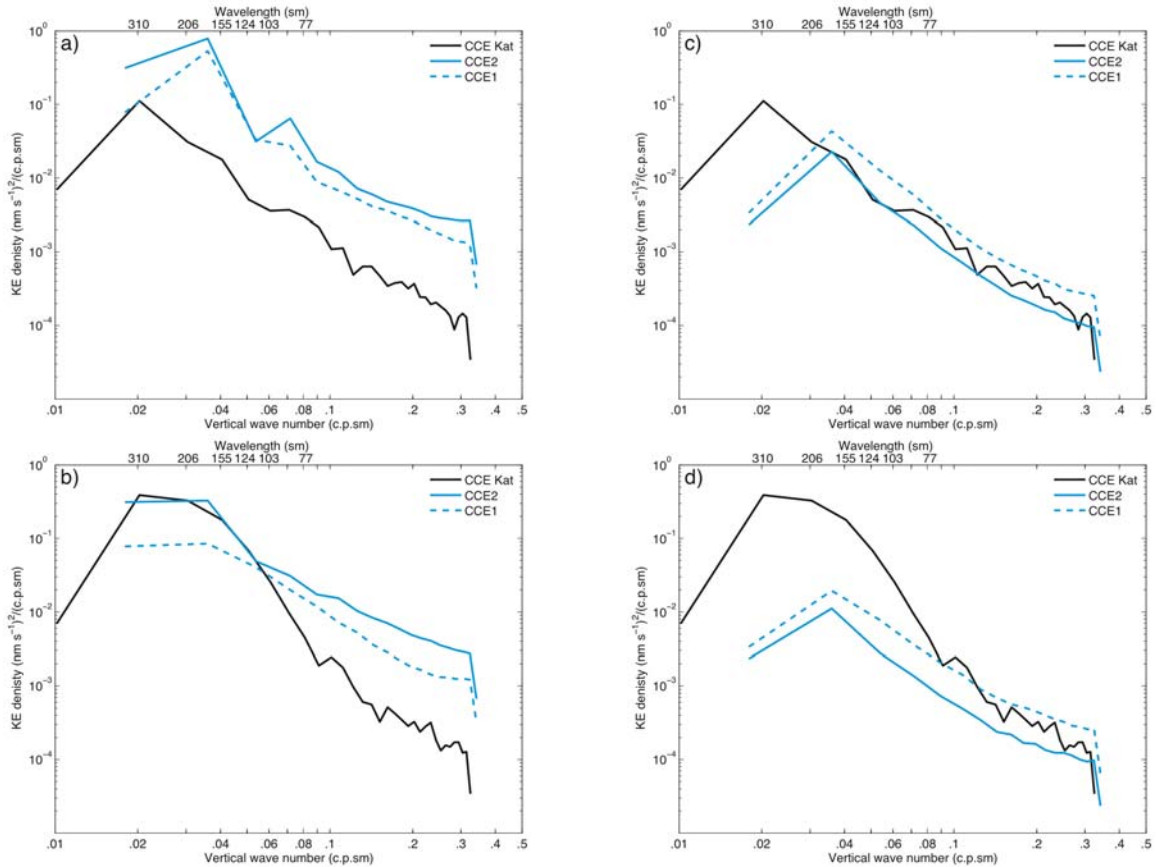 Wavelength (sm)
310 206 155 124 103 77
a)
CCE Kat
CCE2
CCE1
10^0
10^-1
10^-2
10^-3
10^-4
KE denisty (nm s^-1)^2/(c.p.sm)
.01 .02 .04 .06 .08 .1 .2 .3 .4 .5
Vertical wave number (c.p.sm)
Wavelength (sm)
310 206 155 124 103 77
c)
CCE Kat
CCE2
CCE1
10^0
10^-1
10^-2
10^-3
10^-4
KE denisty (nm s^-1)^2/(c.p.sm)
.01 .02 .04 .06 .08 .1 .2 .3 .4 .5
Vertical wave number (c.p.sm)
Wavelength (sm)
310 206 155 124 103 77
b)
CCE Kat
CCE2
CCE1
10^0
10^-1
10^-2
10^-3
10^-4
KE denisty (nm s^-1)^2/(c.p.sm)
.01 .02 .04 .06 .08 .1 .2 .3 .4 .5
Vertical wave number (c.p.sm)
Wavelength (sm)
310 206 155 124 103 77
d)
CCE Kat
CCE2
CCE1
10^0
10^-1
10^-2
10^-3
10^-4
KE denisty (nm s^-1)^2/(c.p.sm)
.01 .02 .04 .06 .08 .1 .2 .3 .4 .5
Vertical wave number (c.p.sm)